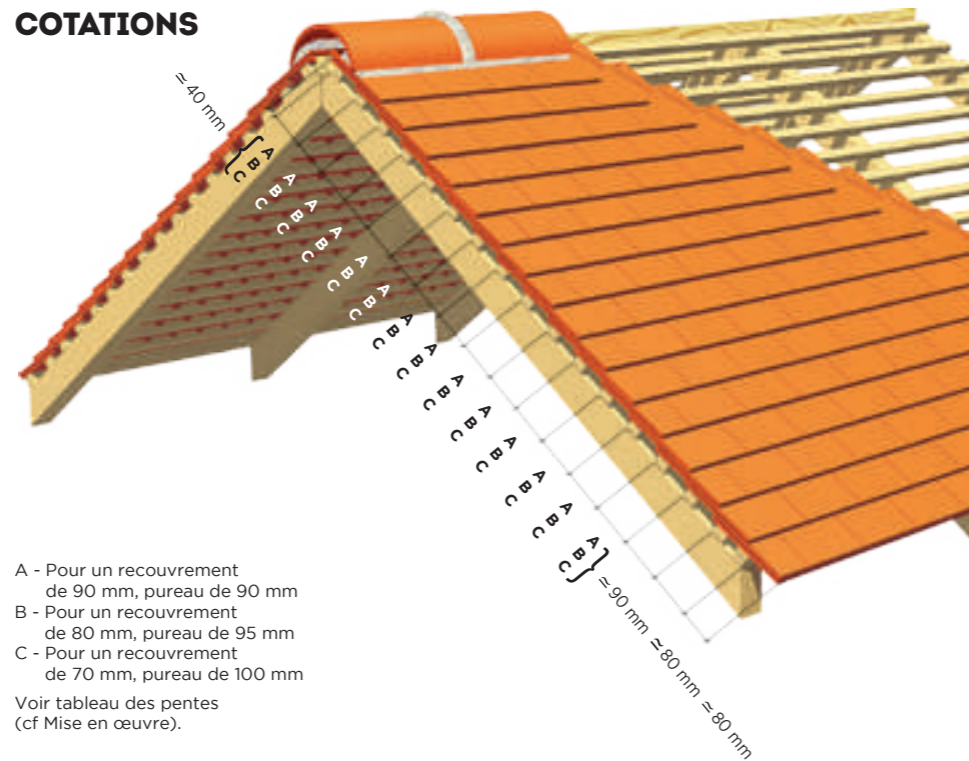 COTATIONS
≃ 40 mm
A B C
A B C
A B C
A B C
A B C
A B C
A B C
A B C
A B C
A B C
A B C
A B C
A B C
A B C
≃ 90 mm
≃ 80 mm
≃ 80 mm
A - Pour un recouvrement
de 90 mm, pureau de 90 mm
B - Pour un recouvrement
de 80 mm, pureau de 95 mm
C - Pour un recouvrement
de 70 mm, pureau de 100 mm
Voir tableau des pentes
(cf Mise en œuvre).